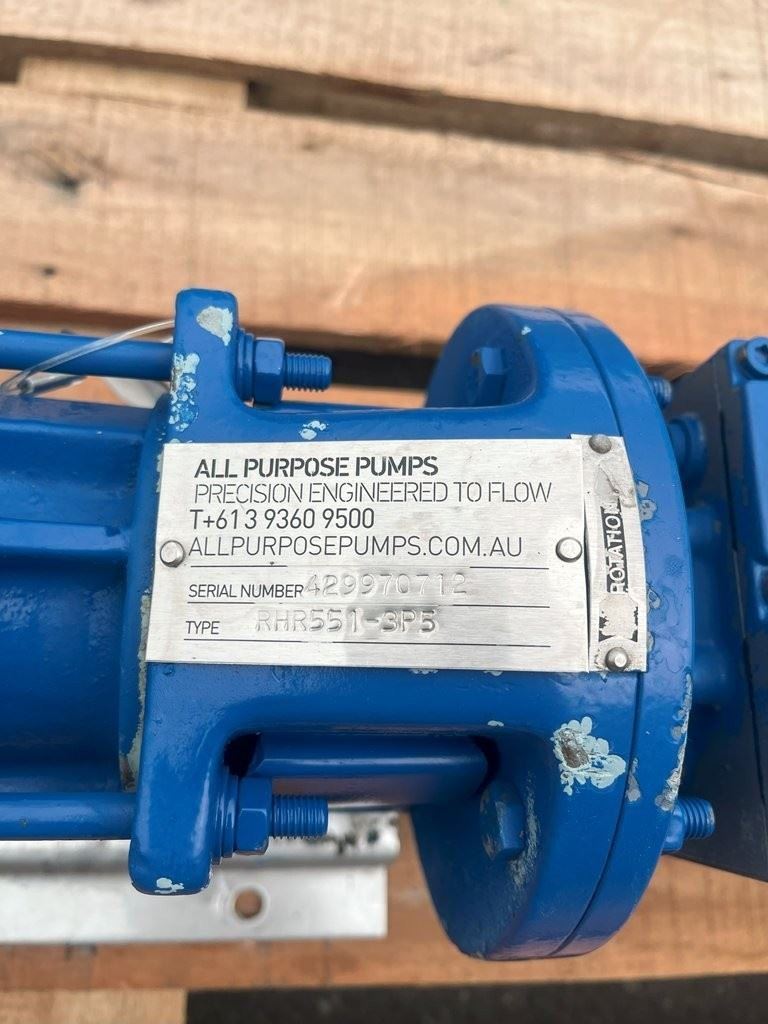 ALL PURPOSE PUMPS
PRECISION ENGINEERED TO FLOW
T+61 3 9360 9500
ALLPURPOSEPUMPS.COM.AU
SERIAL NUMBER 429970712
TYPE RHR551-3P5
ROTATION